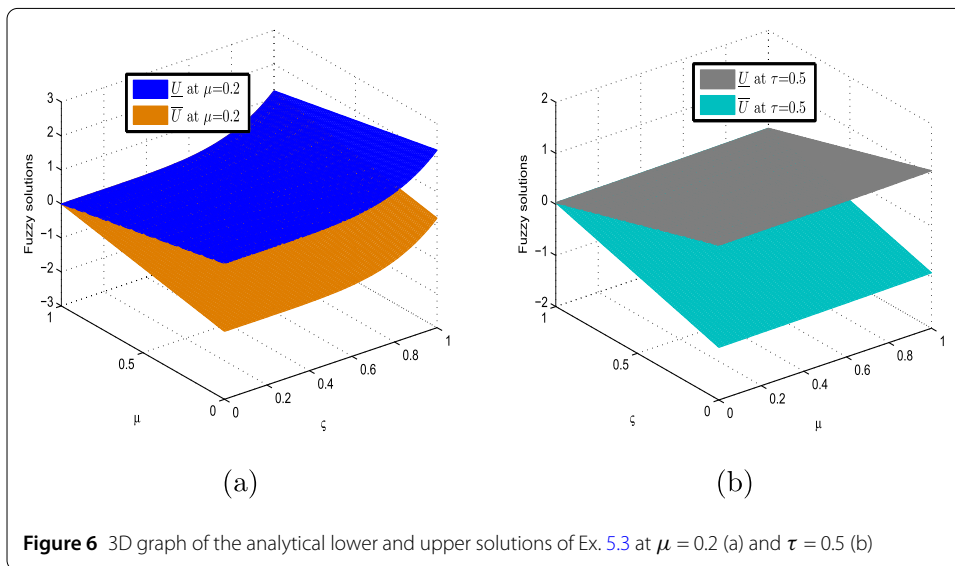 U at μ=0.2
U at μ=0.2
Fuzzy solutions
3
2
1
0
−1
−2
−3
1
0.5
0
μ
0
0.2
0.4
0.6
0.8
1
ς
(a)
U at τ=0.5
U at τ=0.5
Fuzzy solutions
2
1
0
−1
−2
1
0.5
0
ς
0
0.2
0.4
0.6
0.8
1
μ
(b)
Figure 6 3D graph of the analytical lower and upper solutions of Ex. 5.3 at μ = 0.2 (a) and τ = 0.5 (b)